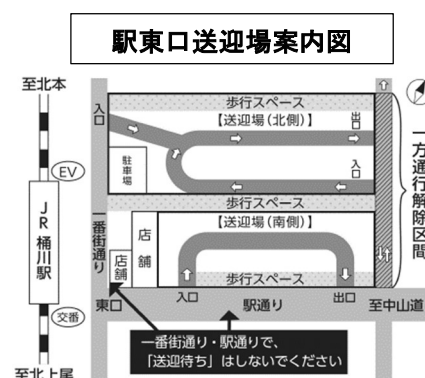 駅東口送迎場案内図
至北本
入口
歩行スペース
【送迎場(北側)】
出口
駐車場
入口
一方通行解除区間
EV
JR桶川駅
一番街通り
歩行スペース
【送迎場(南側)】
店舗
店舗
歩行スペース
入口
出口
東口
駅通り
至中山道
交番
一番街通り・駅通りで、
「送迎待ち」はしないでください
至北上尾